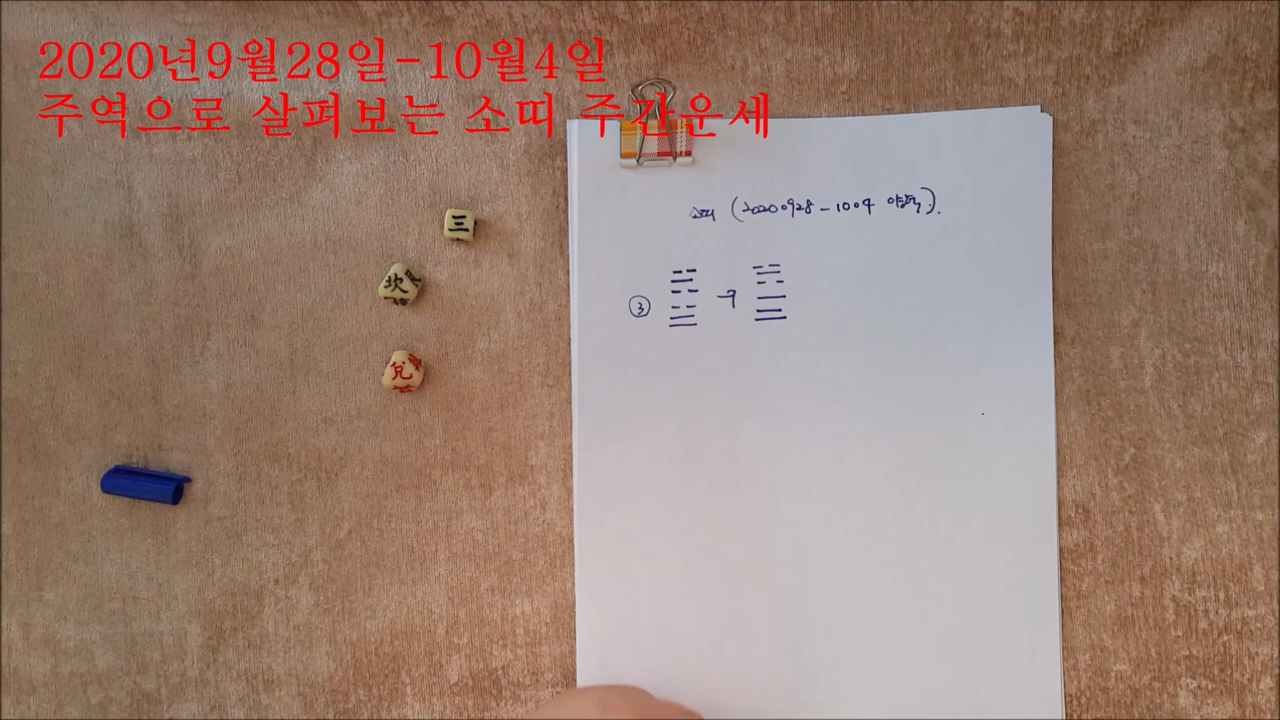 2020년9월28일-10월4일
주역으로 살펴보는 소띠 주간운세
소띠 (20200928-1004 양력).
③
三
坎
兌